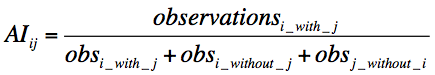 AI_ij = observations_i_with_j / obs_i_with_j + obs_i_without_j + obs_j_without_i